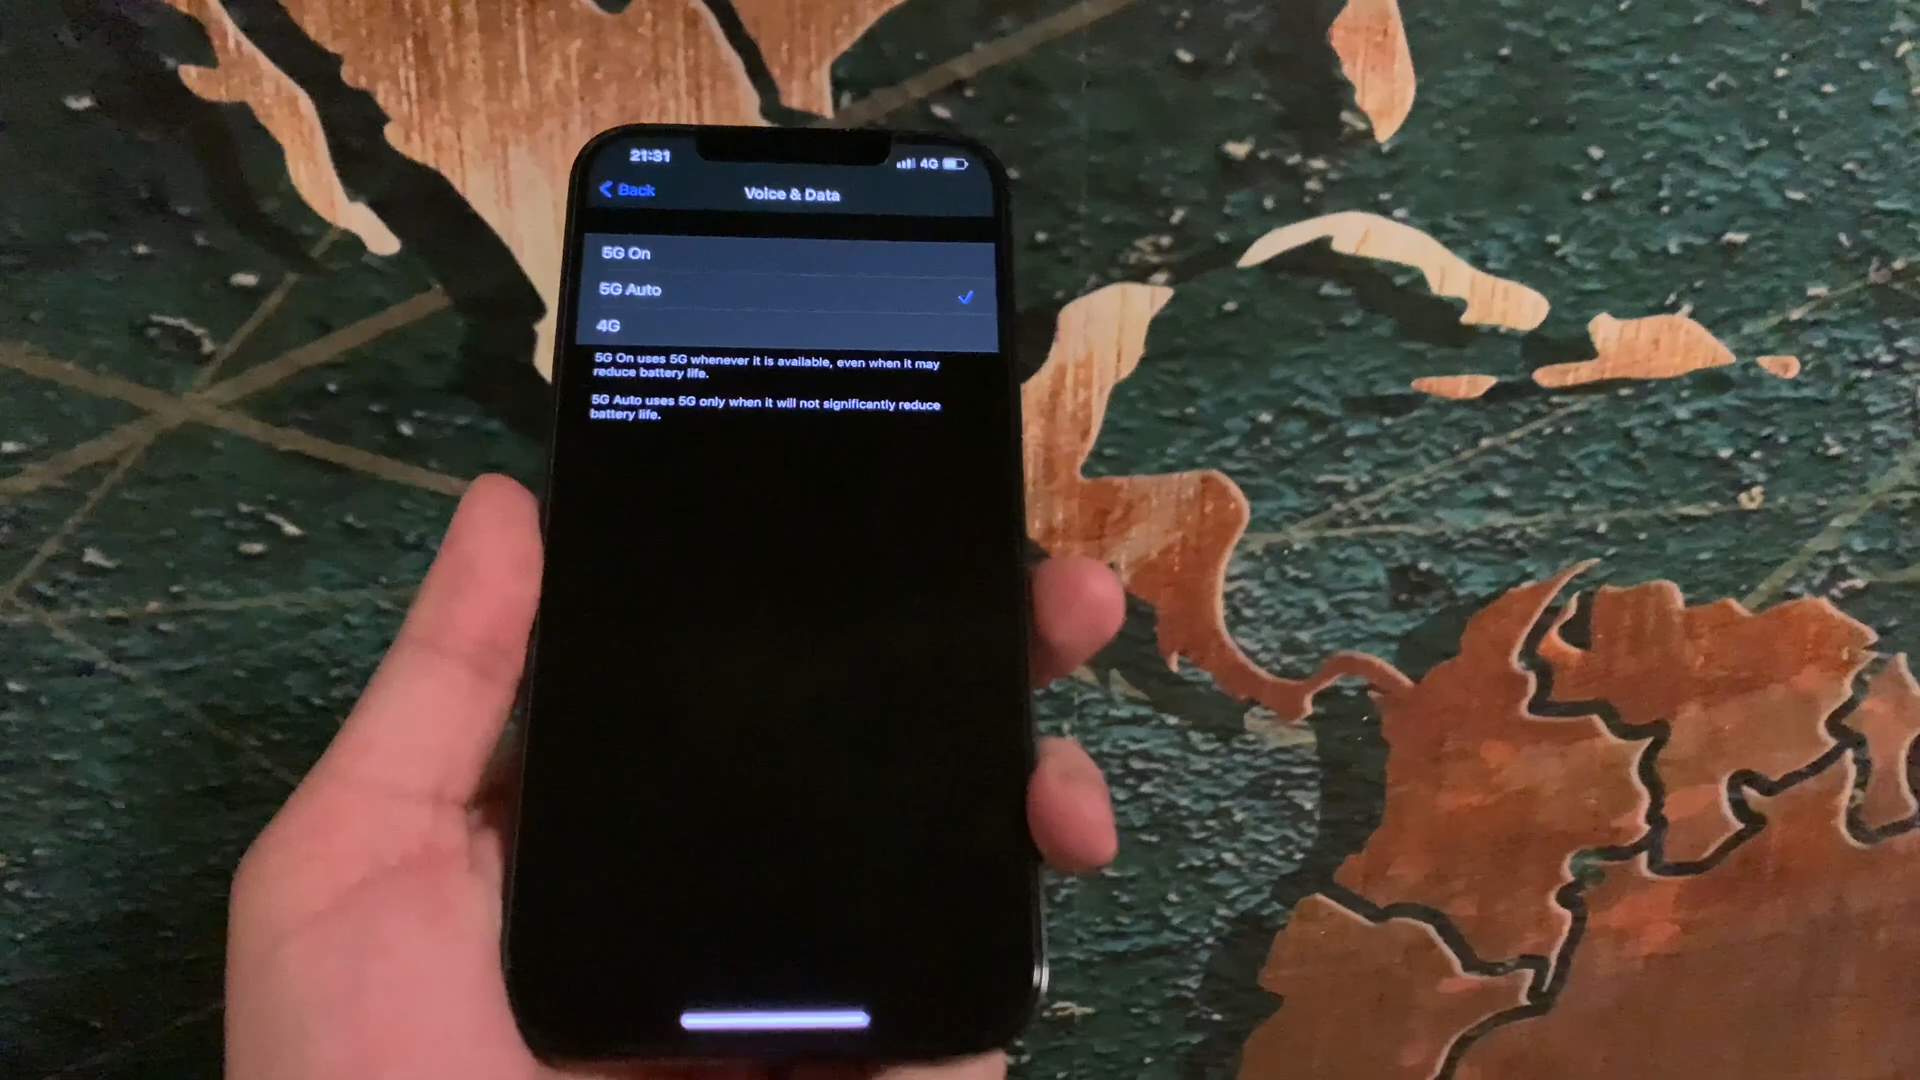 21:31
4G
Back
Voice & Data
5G On
5G Auto
4G
5G On uses 5G whenever it is available, even when it may
reduce battery life.
5G Auto uses 5G only when it will not significantly reduce
battery life.